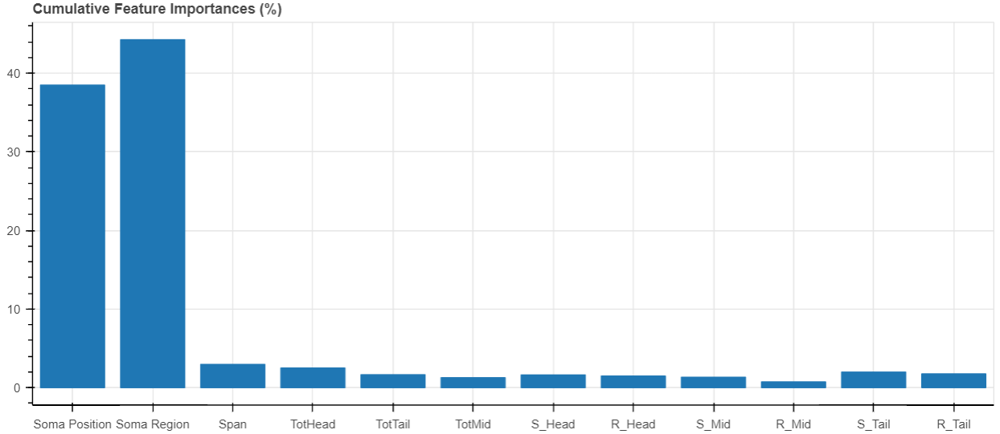 Cumulative Feature Importances (%)
40
30
20
10
0
Soma Position Soma Region Span TotHead TotTail TotMid S_Head R_Head S_Mid R_Mid S_Tail R_Tail